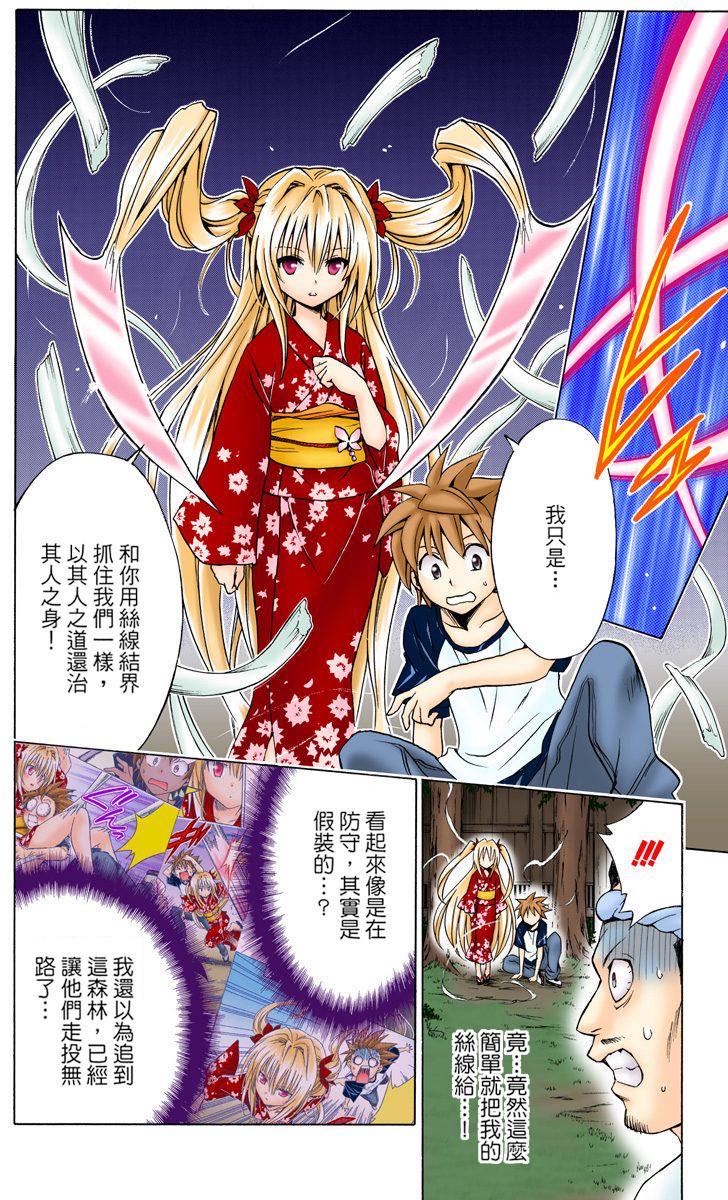 我只是…
和你用絲線結界
抓住我們一樣，
以其人之道還治
其人之身！
!!!
竟…竟然這麼
簡單就把我的
絲線給…！
看起來像是在
防守，其實是
假裝的…？
我還以為追到
這森林，已經
讓他們走投無
路了…